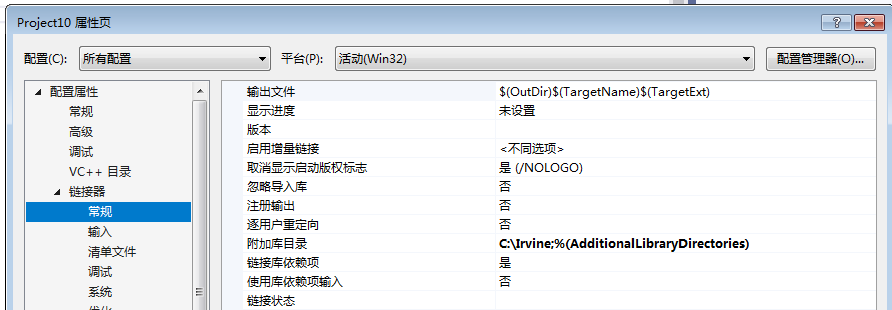 Project10 属性页
配置(C): 所有配置 平台(P): 活动(Win32) 配置管理器(O)...
配置属性
常规
高级
调试
VC++ 目录
链接器
常规
输入
清单文件
调试
系统
输出文件 $(OutDir)$(TargetName)$(TargetExt)
显示进度 未设置
版本
启用增量链接 <不同选项>
取消显示启动版权标志 是 (/NOLOGO)
忽略导入库 否
注册输出 否
逐用户重定向 否
附加库目录 C:\Irvine;%(AdditionalLibraryDirectories)
链接库依赖项 是
使用库依赖项输入 否
链接状态